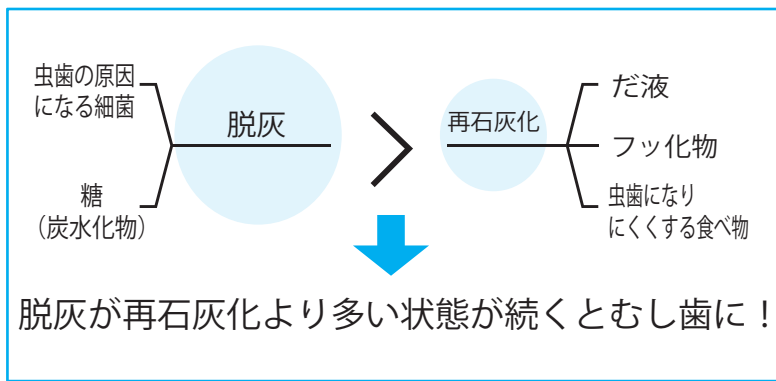 虫歯の原因
になる細菌
糖
（炭水化物）
脱灰
>
再石灰化
だ液
フッ化物
虫歯になり
にくくする食べ物
脱灰が再石灰化より多い状態が続くとむし歯に！